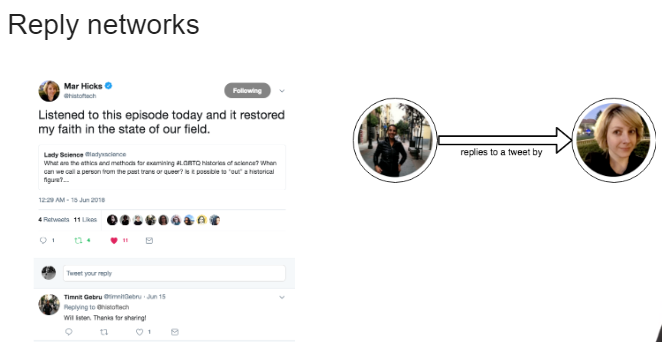 Reply networks
Mar Hicks
@histoftech
Following
Listened to this episode today and it restored
my faith in the state of our field.
Lady Science @ladyxscience
What are the ethics and methods for examining #LGBTQ histories of science? When
can we call a person from the past trans or queer? Is it possible to "out" a historical
figure?...
12:29 AM - 15 Jun 2018
4 Retweets 11 Likes
1 4 11
Tweet your reply
Timnit Gebru @timnitGebru · Jun 15
Replying to @histoftech
Will listen. Thanks for sharing!
1
replies to a tweet by